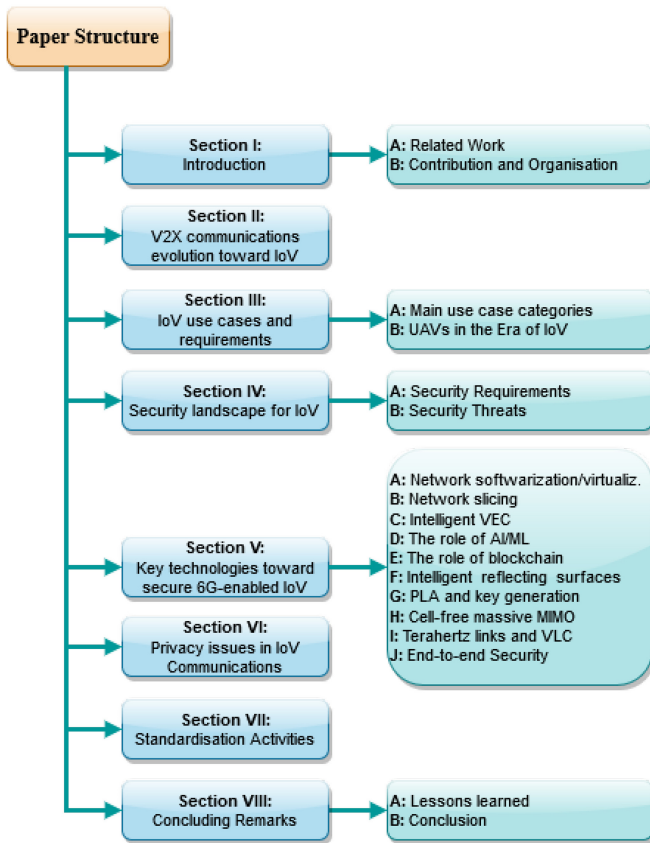 Paper Structure
Section I:
Introduction
A: Related Work
B: Contribution and Organisation
Section II:
V2X communications
evolution toward IoV
Section III:
IoV use cases and
requirements
A: Main use case categories
B: UAVs in the Era of IoV
Section IV:
Security landscape for IoV
A: Security Requirements
B: Security Threats
Section V:
Key technologies toward
secure 6G-enabled IoV
A: Network softwarization/virtualiz.
B: Network slicing
C: Intelligent VEC
D: The role of AI/ML
E: The role of blockchain
F: Intelligent reflecting surfaces
G: PLA and key generation
H: Cell-free massive MIMO
I: Terahertz links and VLC
J: End-to-end Security
Section VI:
Privacy issues in IoV
Communications
Section VII:
Standardisation Activities
Section VIII:
Concluding Remarks
A: Lessons learned
B: Conclusion